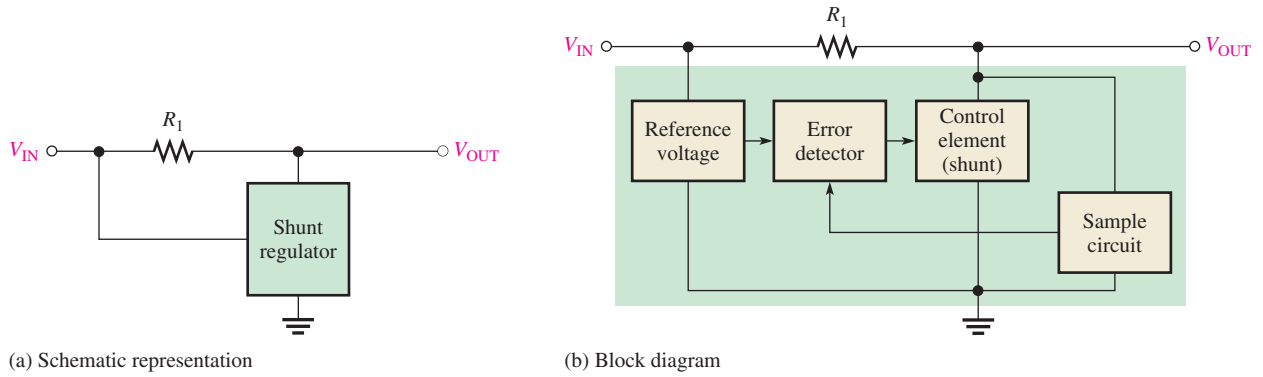 R1
VIN
VOUT
Shunt
regulator
(a) Schematic representation
R1
VIN
VOUT
Reference
voltage
Error
detector
Control
element
(shunt)
Sample
circuit
(b) Block diagram